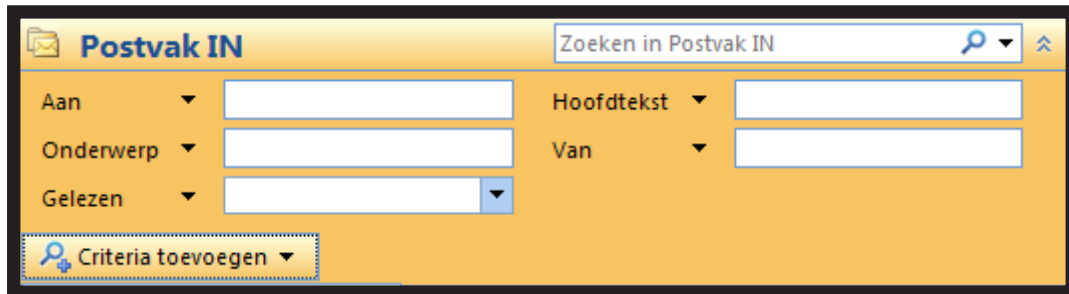 Postvak IN Zoeken in Postvak IN
Aan Hoofdtekst
Onderwerp Van
Gelezen
Criteria toevoegen